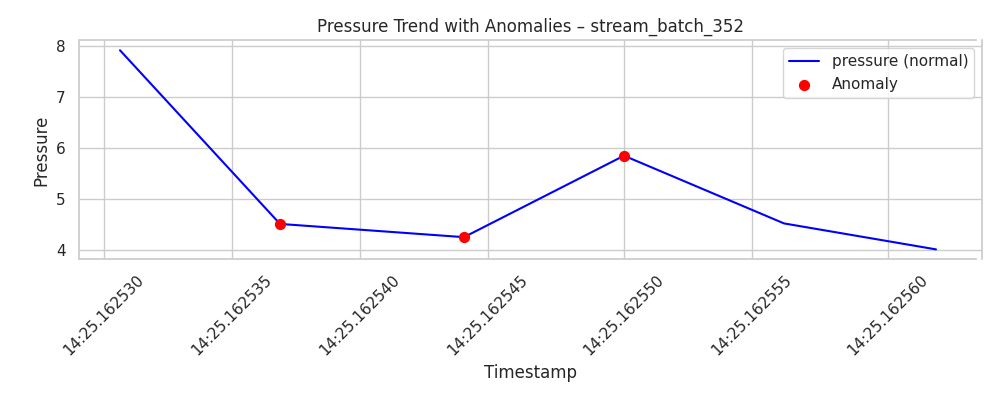 Pressure Trend with Anomalies – stream_batch_352
pressure (normal)
Anomaly
8
7
6
5
4
Pressure
14:25.162530
14:25.162535
14:25.162540
14:25.162545
14:25.162550
14:25.162555
14:25.162560
Timestamp